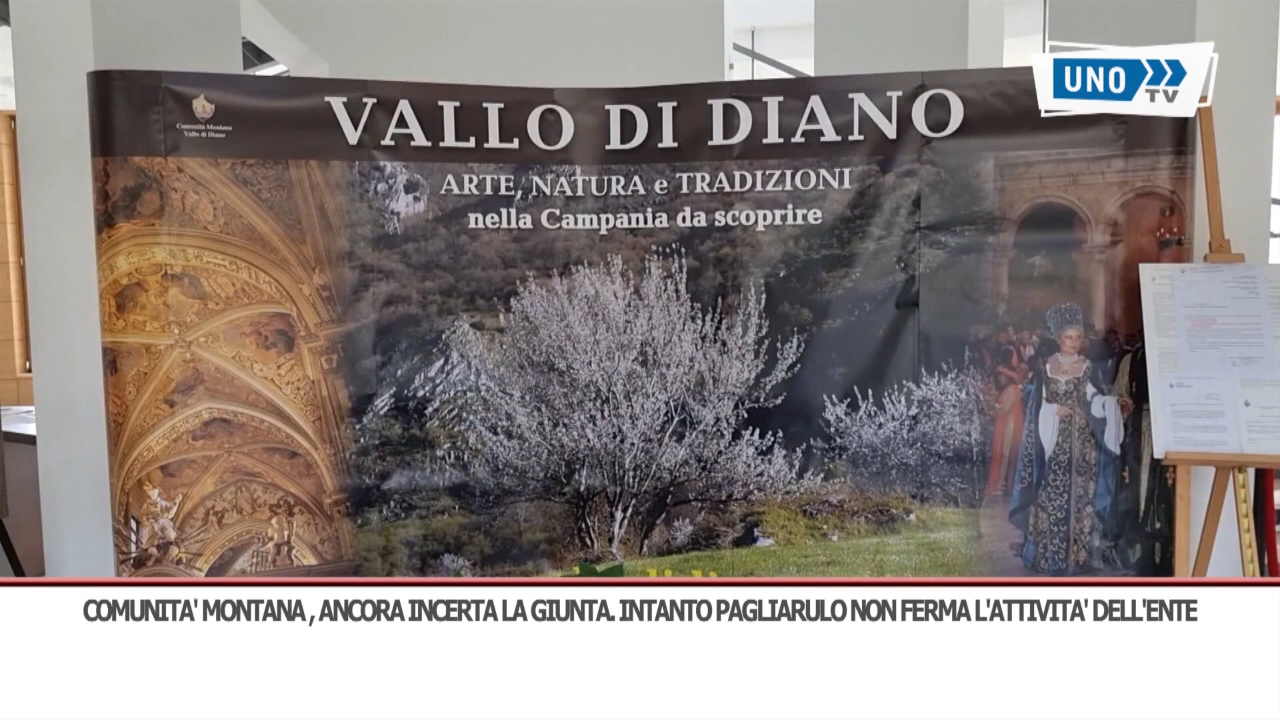 UNO
TV
Comunità Montana
Vallo di Diano
VALLO DI DIANO
ARTE, NATURA e TRADIZIONI
nella Campania da scoprire
COMUNITA' MONTANA , ANCORA INCERTA LA GIUNTA. INTANTO PAGLIARULO NON FERMA L'ATTIVITA' DELL'ENTE